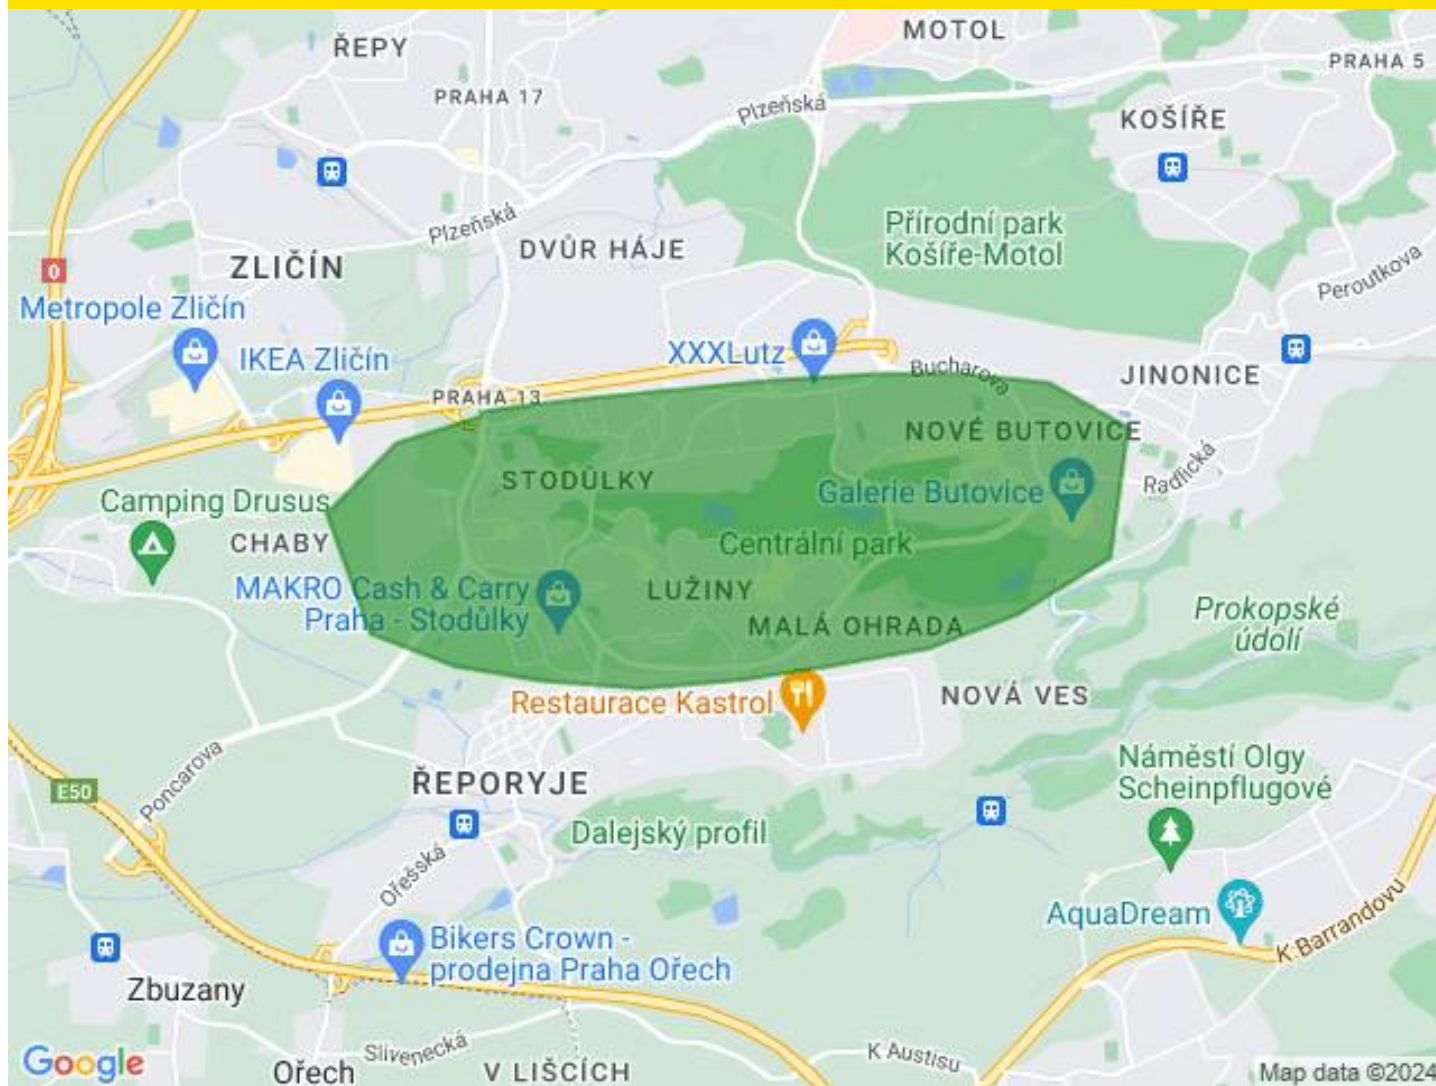 MOTOL
ŘEPY
PRAHA 5
PRAHA 17
Plzeňská
KOŠÍŘE
Plzeňská
Přírodní park
Košíře-Motol
DVŮR HÁJE
ZLIČÍN
0
Peroutkova
Metropole Zličín
IKEA Zličín
XXXLutz
Bucharova
JINONICE
PRAHA 13
NOVÉ BUTOVICE
Radlická
STODŮLKY
Galerie Butovice
Camping Drusus
CHABY
Centrální park
MAKRO Cash & Carry
Praha - Stodůlky
LUŽINY
MALÁ OHRADA
Prokopské
údolí
Restaurace Kastrol
NOVÁ VES
Poncarova
E50
ŘEPORYJE
Náměstí Olgy
Scheinpflugové
Dalejský profil
Ořešská
AquaDream
K Barrandovu
Bikers Crown -
prodejna Praha Ořech
Zbuzany
Slivenecká
K Austisu
Google
Ořech
V LIŠCÍCH
Map data ©2024